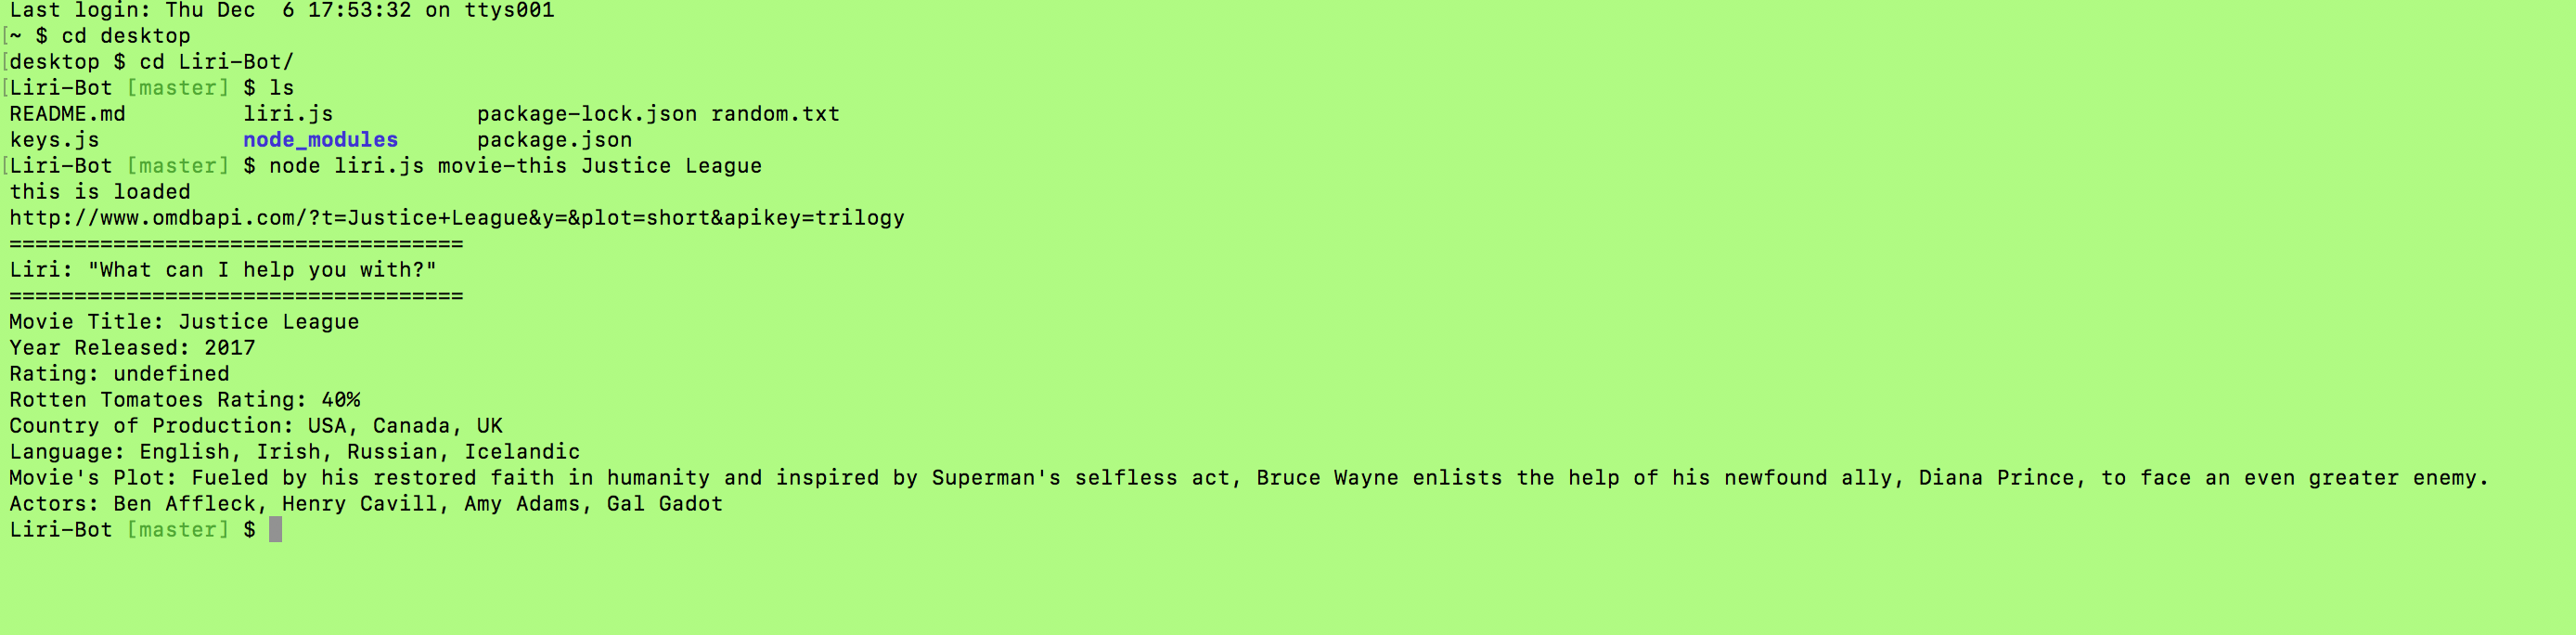 Last login: Thu Dec  6 17:53:32 on ttys001
[~ $ cd desktop
[desktop $ cd Liri-Bot/
[Liri-Bot [master] $ ls
README.md         liri.js           package-lock.json random.txt
keys.js           node_modules      package.json
[Liri-Bot [master] $ node liri.js movie-this Justice League
this is loaded
http://www.omdbapi.com/?t=Justice+League&y=&plot=short&apikey=trilogy
===================================
Liri: "What can I help you with?"
===================================
Movie Title: Justice League
Year Released: 2017
Rating: undefined
Rotten Tomatoes Rating: 40%
Country of Production: USA, Canada, UK
Language: English, Irish, Russian, Icelandic
Movie's Plot: Fueled by his restored faith in humanity and inspired by Superman's selfless act, Bruce Wayne enlists the help of his newfound ally, Diana Prince, to face an even greater enemy.
Actors: Ben Affleck, Henry Cavill, Amy Adams, Gal Gadot
Liri-Bot [master] $